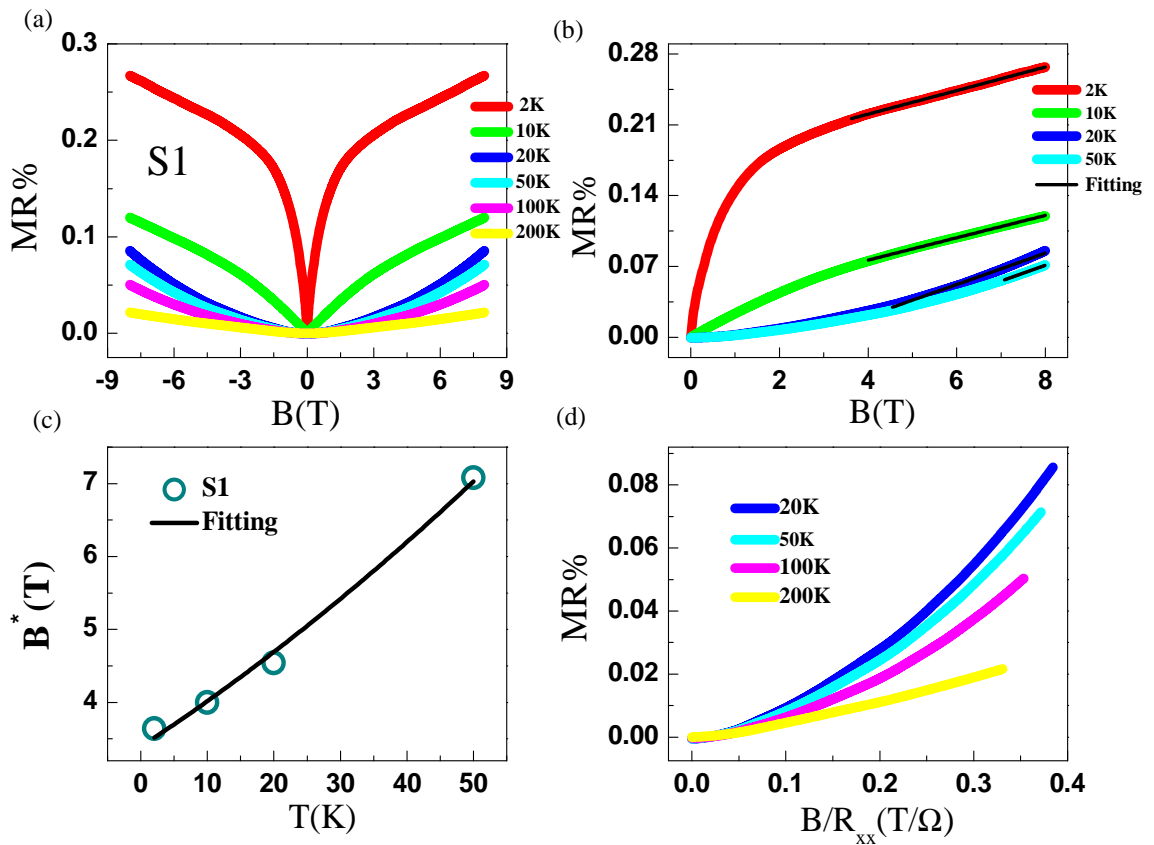 (a)
0.3
0.2
0.1
0.0
MR%
S1
2K
10K
20K
50K
100K
200K
-9 -6 -3 0 3 6 9
B(T)
(b)
0.28
0.21
0.14
0.07
0.00
MR%
2K
10K
20K
50K
Fitting
0 2 4 6 8
B(T)
(c)
7
6
5
4
B*(T)
S1
Fitting
0 10 20 30 40 50
T(K)
(d)
0.08
0.06
0.04
0.02
0.00
MR%
20K
50K
100K
200K
0.0 0.1 0.2 0.3 0.4
B/Rxx(T/Ω)